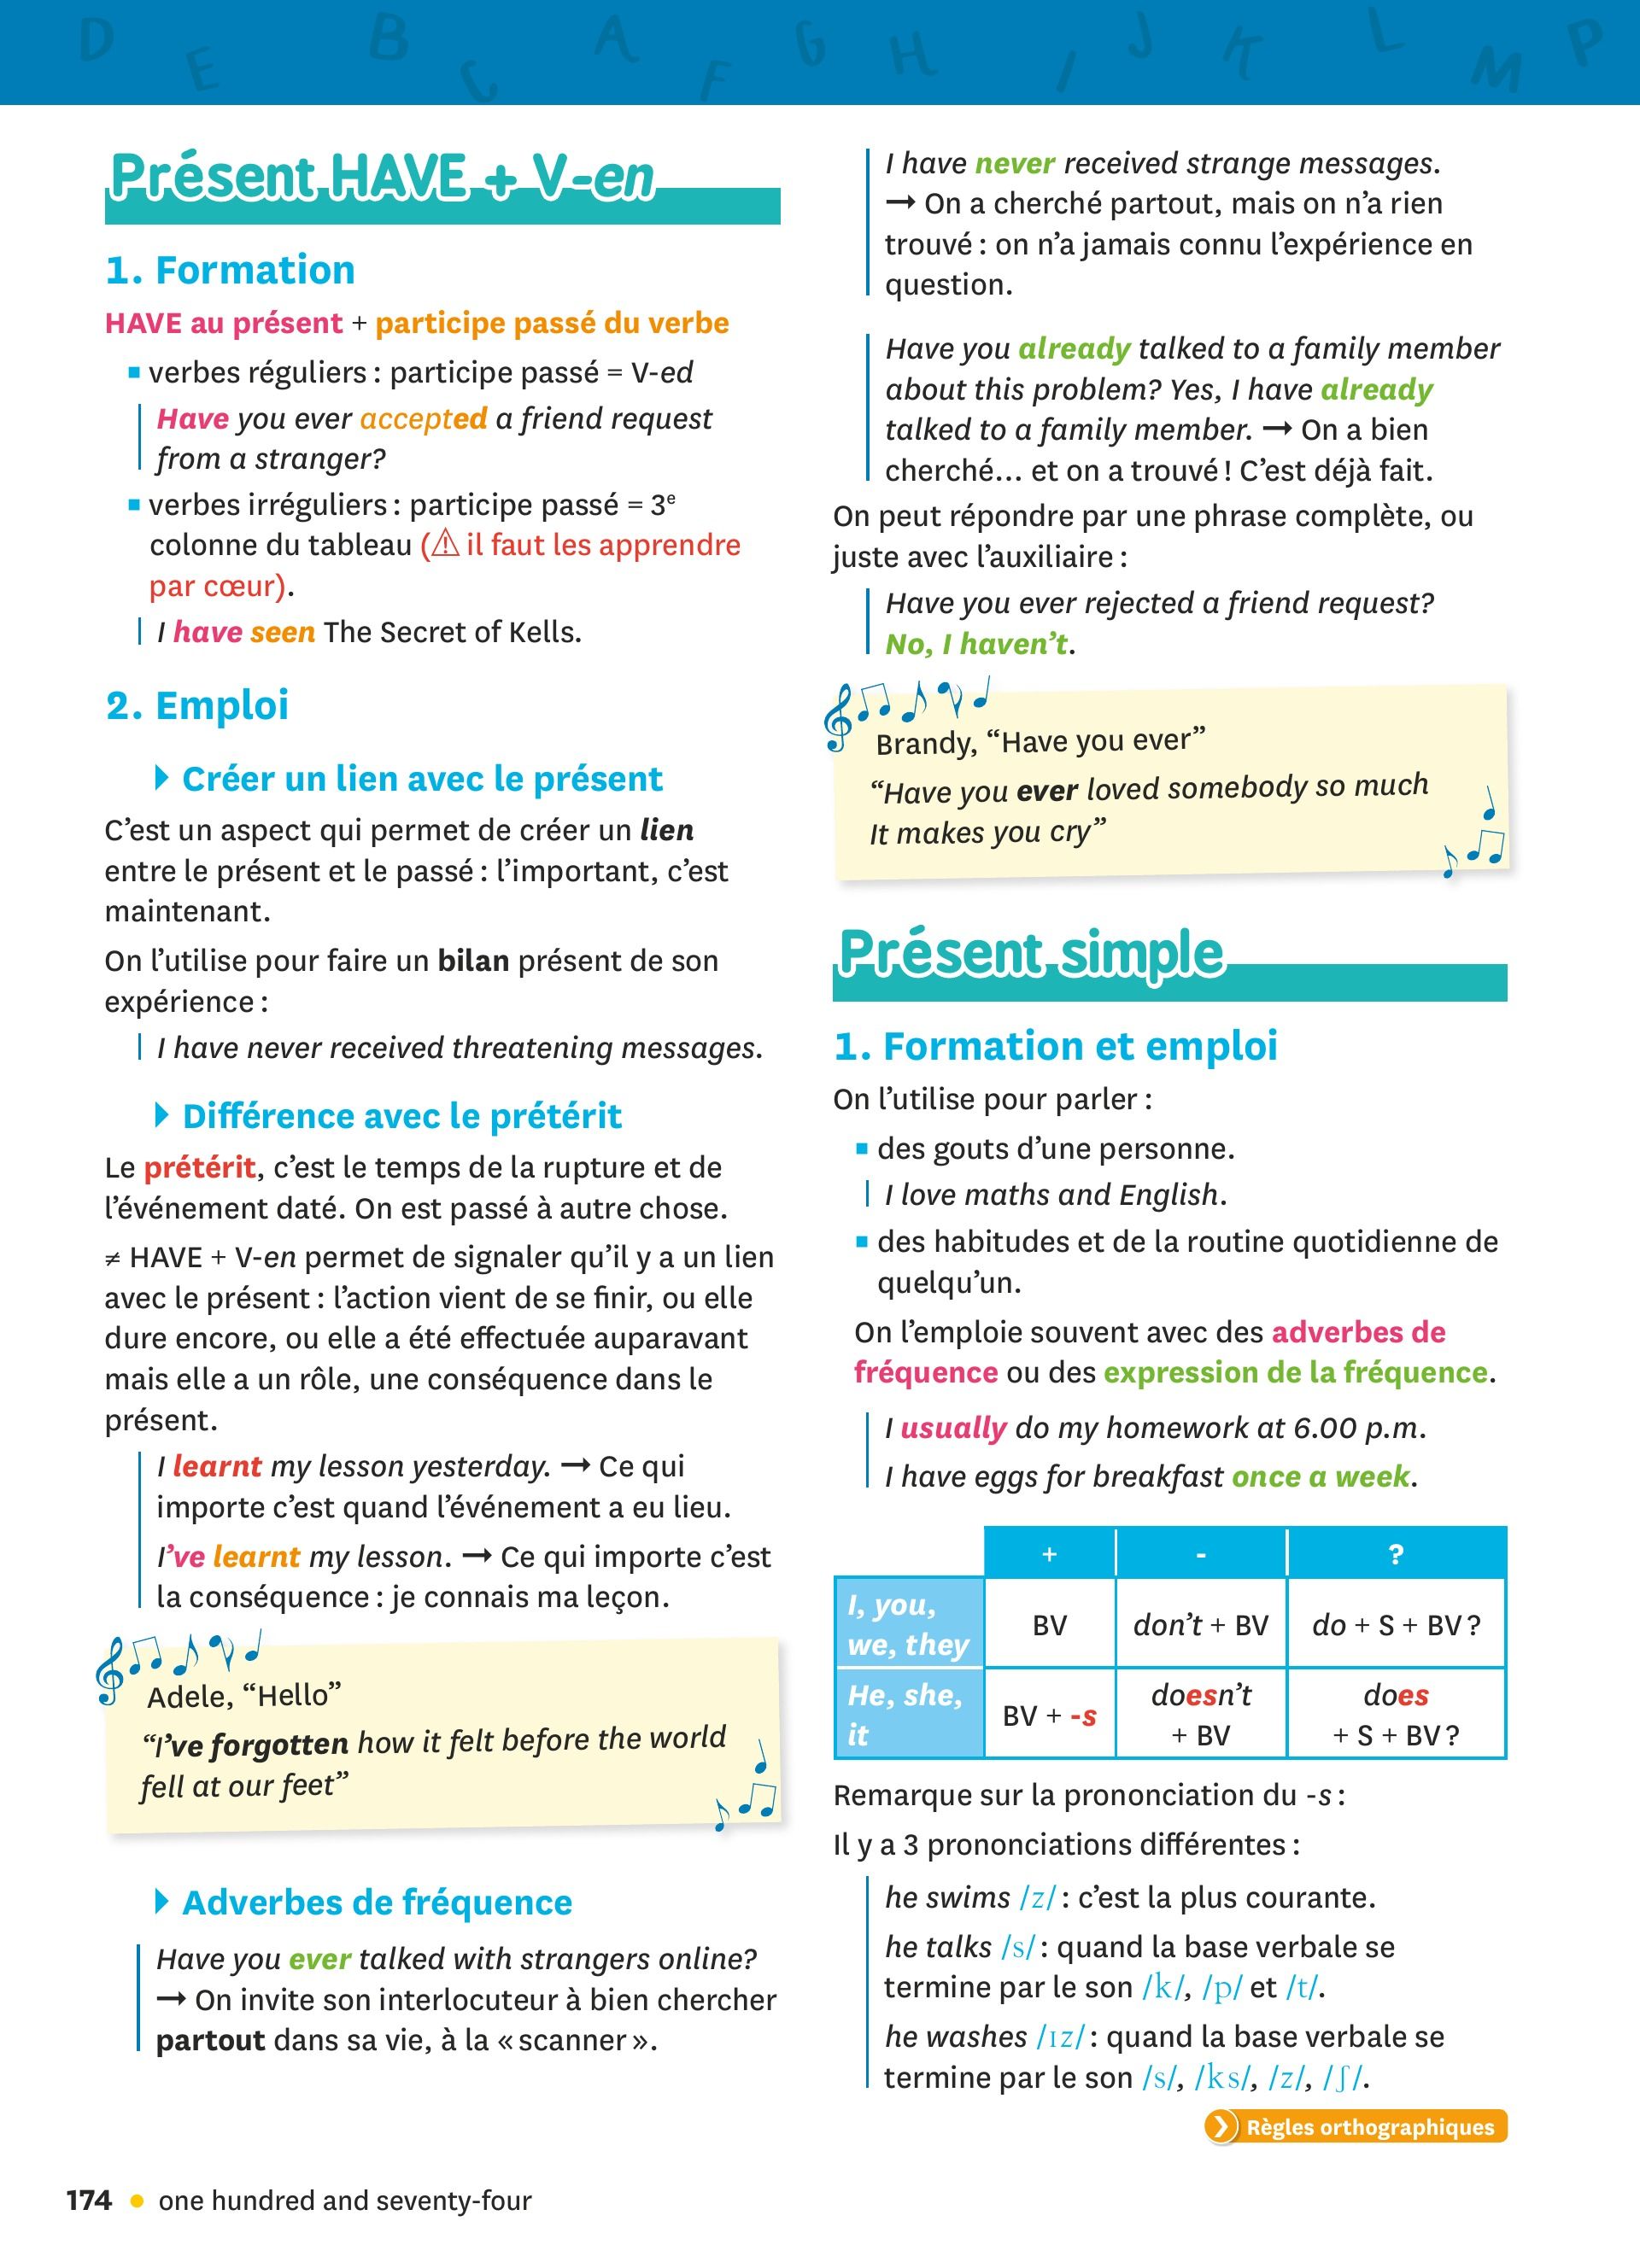 D E B C A F G H I J K L M P
Présent HAVE + V-en
1. Formation
HAVE au présent + participe passé du verbe
verbes réguliers : participe passé = V-ed
Have you ever accepted a friend request
from a stranger?
verbes irréguliers : participe passé = 3e
colonne du tableau (⚠ il faut les apprendre
par cœur).
I have seen The Secret of Kells.
2. Emploi
Créer un lien avec le présent
C’est un aspect qui permet de créer un lien
entre le présent et le passé : l’important, c’est
maintenant.
On l’utilise pour faire un bilan présent de son
expérience :
I have never received threatening messages.
Différence avec le prétérit
Le prétérit, c’est le temps de la rupture et de
l’événement daté. On est passé à autre chose.
≠ HAVE + V-en permet de signaler qu’il y a un lien
avec le présent : l’action vient de se finir, ou elle
dure encore, ou elle a été effectuée auparavant
mais elle a un rôle, une conséquence dans le
présent.
I learnt my lesson yesterday. → Ce qui
importe c’est quand l’événement a eu lieu.
I’ve learnt my lesson. → Ce qui importe c’est
la conséquence : je connais ma leçon.
Adele, “Hello”
“I’ve forgotten how it felt before the world
fell at our feet”
Adverbes de fréquence
Have you ever talked with strangers online?
→ On invite son interlocuteur à bien chercher
partout dans sa vie, à la « scanner ».
I have never received strange messages.
→ On a cherché partout, mais on n’a rien
trouvé : on n’a jamais connu l’expérience en
question.
Have you already talked to a family member
about this problem? Yes, I have already
talked to a family member. → On a bien
cherché… et on a trouvé ! C’est déjà fait.
On peut répondre par une phrase complète, ou
juste avec l’auxiliaire :
Have you ever rejected a friend request?
No, I haven’t.
Brandy, “Have you ever”
“Have you ever loved somebody so much
It makes you cry”
Présent simple
1. Formation et emploi
On l’utilise pour parler :
des gouts d’une personne.
I love maths and English.
des habitudes et de la routine quotidienne de
quelqu’un.
On l’emploie souvent avec des adverbes de
fréquence ou des expression de la fréquence.
I usually do my homework at 6.00 p.m.
I have eggs for breakfast once a week.
+ - ?
I, you,
we, they
BV don’t + BV do + S + BV ?
He, she,
it
BV + -s
doesn’t
+ BV
does
+ S + BV ?
Remarque sur la prononciation du -s :
Il y a 3 prononciations différentes :
he swims /z/ : c’est la plus courante.
he talks /s/ : quand la base verbale se
termine par le son /k/, /p/ et /t/.
he washes /ɪz/ : quand la base verbale se
termine par le son /s/, /ks/, /z/, /ʃ/.
Règles orthographiques
174 • one hundred and seventy-four